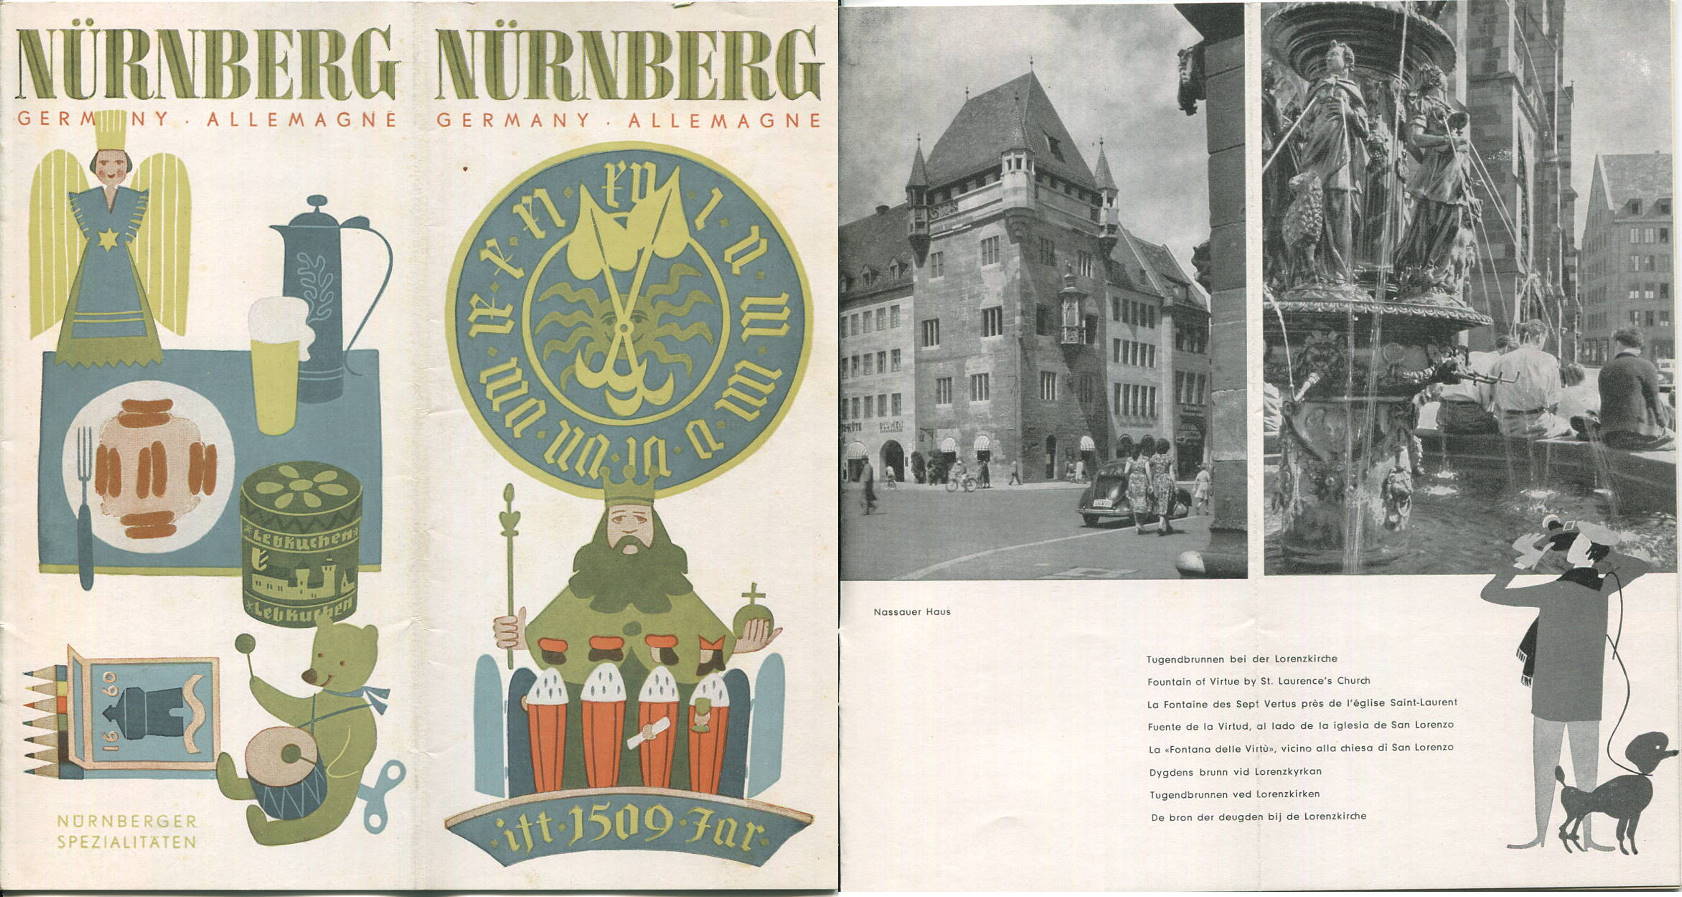 NÜRNBERG
GERMANY · ALLEMAGNE
Lebkuchen
Lebkuchen
16 60
NÜRNBERGER
SPEZIALITÄTEN
NÜRNBERG
GERMANY · ALLEMAGNE
ist · 1509 · Jar
Nassauer Haus
Tugendbrunnen bei der Lorenzkirche
Fountain of Virtue by St. Laurence's Church
La Fontaine des Sept Vertus près de l'église Saint-Laurent
Fuente de la Virtud, al lado de la iglesia de San Lorenzo
La «Fontana delle Virtù», vicino alla chiesa di San Lorenzo
Dygdens brunn vid Lorenzkyrkan
Tugendbrunnen ved Lorenzkirken
De bron der deugden bij de Lorenzkirche